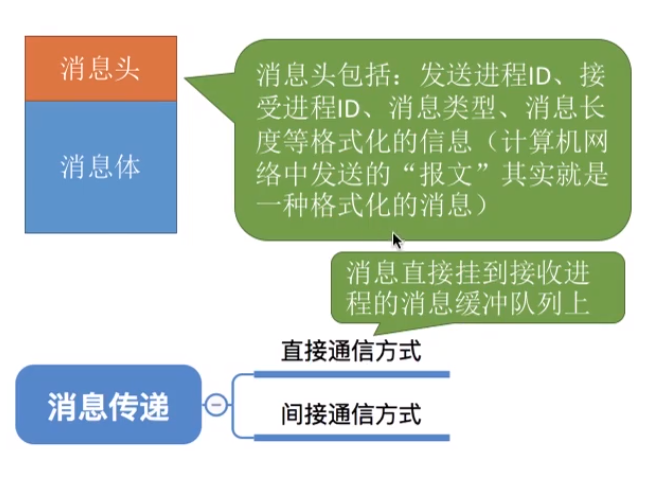 消息头
消息体
消息头包括：发送进程ID、接
受进程ID、消息类型、消息长
度等格式化的信息（计算机网
络中发送的“报文”其实就是
一种格式化的消息）
消息直接挂到接收进
程的消息缓冲队列上
消息传递
直接通信方式
间接通信方式